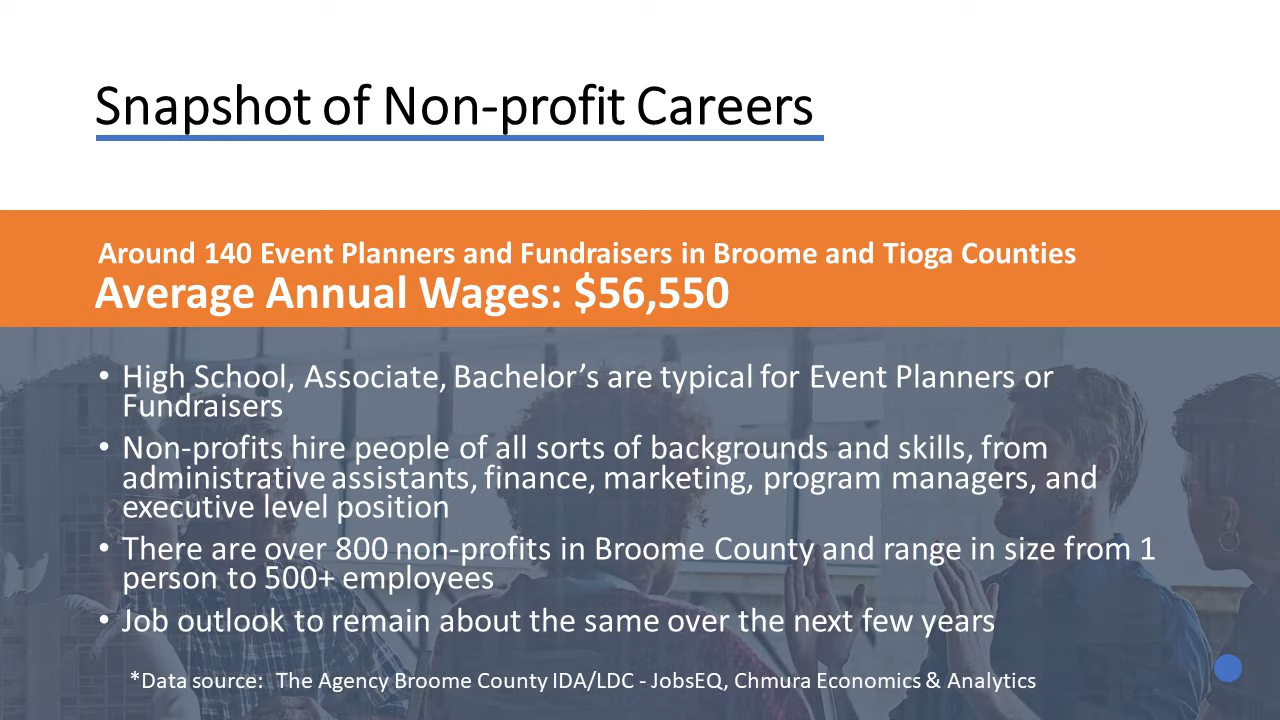 Snapshot of Non-profit Careers
Around 140 Event Planners and Fundraisers in Broome and Tioga Counties
Average Annual Wages: $56,550
• High School, Associate, Bachelor’s are typical for Event Planners or
Fundraisers
• Non-profits hire people of all sorts of backgrounds and skills, from
administrative assistants, finance, marketing, program managers, and
executive level position
• There are over 800 non-profits in Broome County and range in size from 1
person to 500+ employees
• Job outlook to remain about the same over the next few years
*Data source: The Agency Broome County IDA/LDC - JobsEQ, Chmura Economics & Analytics